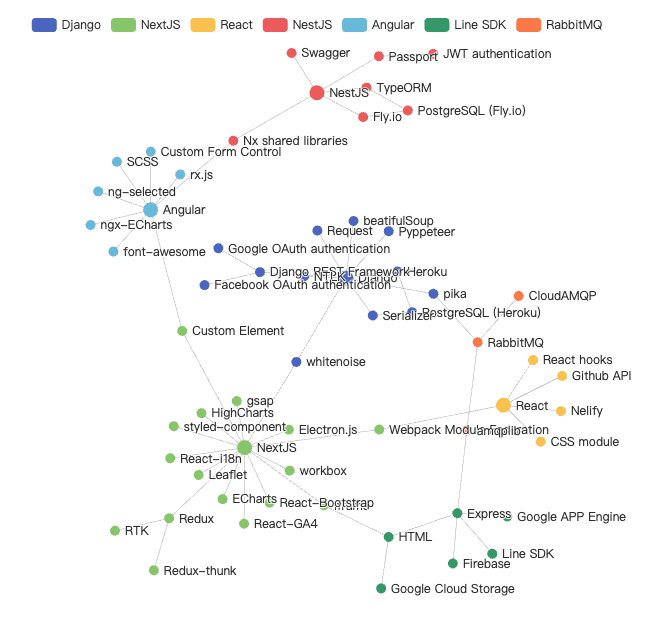 Django
NextJS
React
NestJS
Angular
Line SDK
RabbitMQ
Swagger
Passport
JWT authentication
NestJS
TypeORM
PostgreSQL (Fly.io)
Fly.io
Nx shared libraries
Custom Form Control
SCSS
rx.js
ng-selected
Angular
ngx-ECharts
font-awesome
beatifulSoup
Request
Pyppeteer
Google OAuth authentication
Django REST Framework
Heroku
NTLK
Django
Facebook OAuth authentication
pika
CloudAMQP
Serializer
PostgreSQL (Heroku)
Custom Element
RabbitMQ
whitenoise
React hooks
Github API
gsap
React
HighCharts
Nelify
styled-component
Electron.js
Webpack Module Federation
amqplib
CSS module
NextJS
React-i18n
workbox
Leaflet
ECharts
React-Bootstrap
Redux
React-GA4
Express
Google APP Engine
RTK
HTML
Line SDK
Firebase
Redux-thunk
Google Cloud Storage